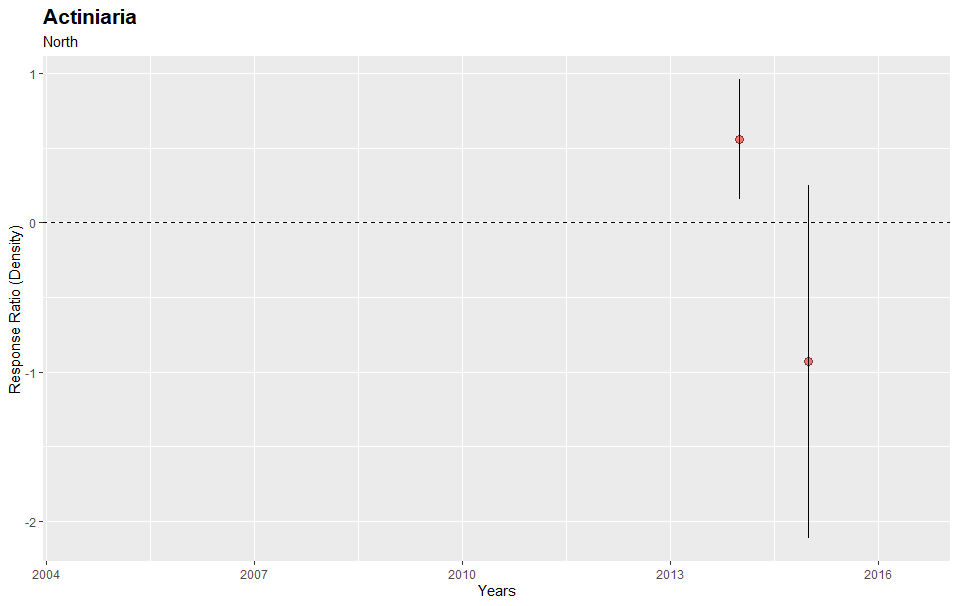 Actiniaria
North
Response Ratio (Density)
1
0
-1
-2
2004 2007 2010 2013 2016
Years